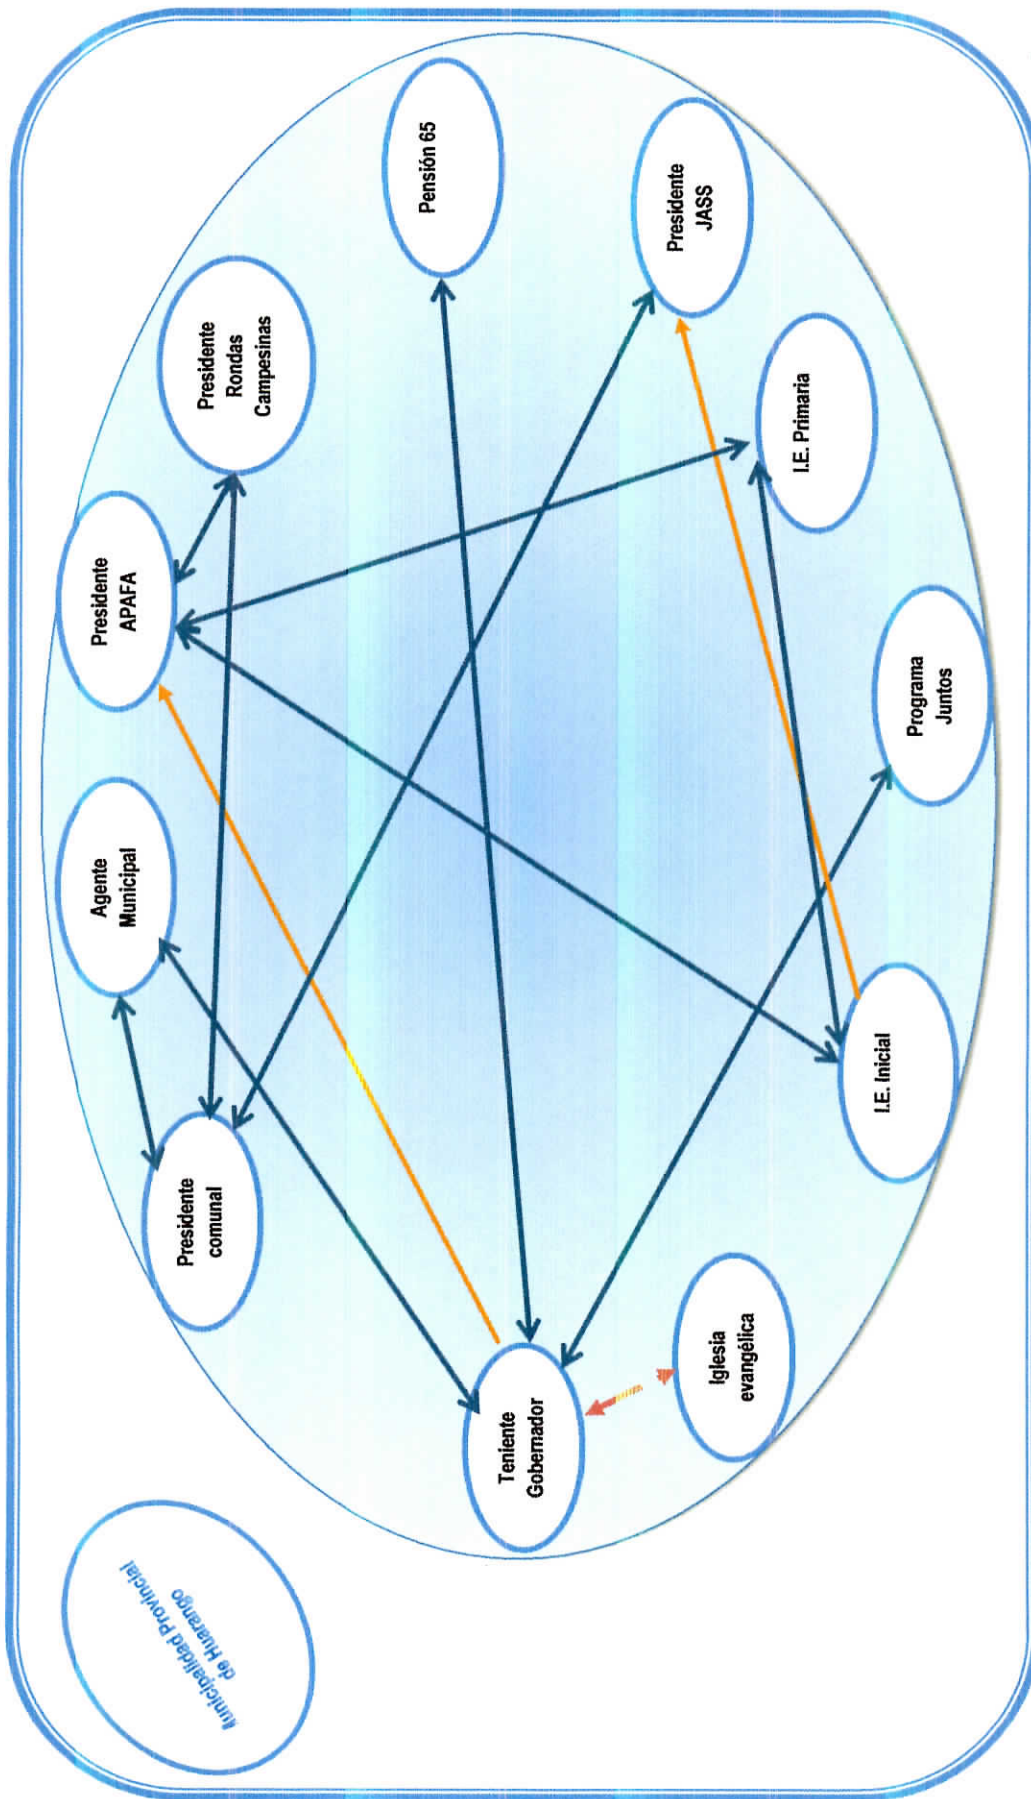 Municipalidad Provincial
de Huarango
Presidente
comunal
Agente
Municipal
Presidente
APAFA
Presidente
Rondas
Campesinas
Pensión 65
Teniente
Gobernador
Presidente
JASS
Iglesia
evangélica
I.E. Primaria
I.E. Inicial
Programa
Juntos